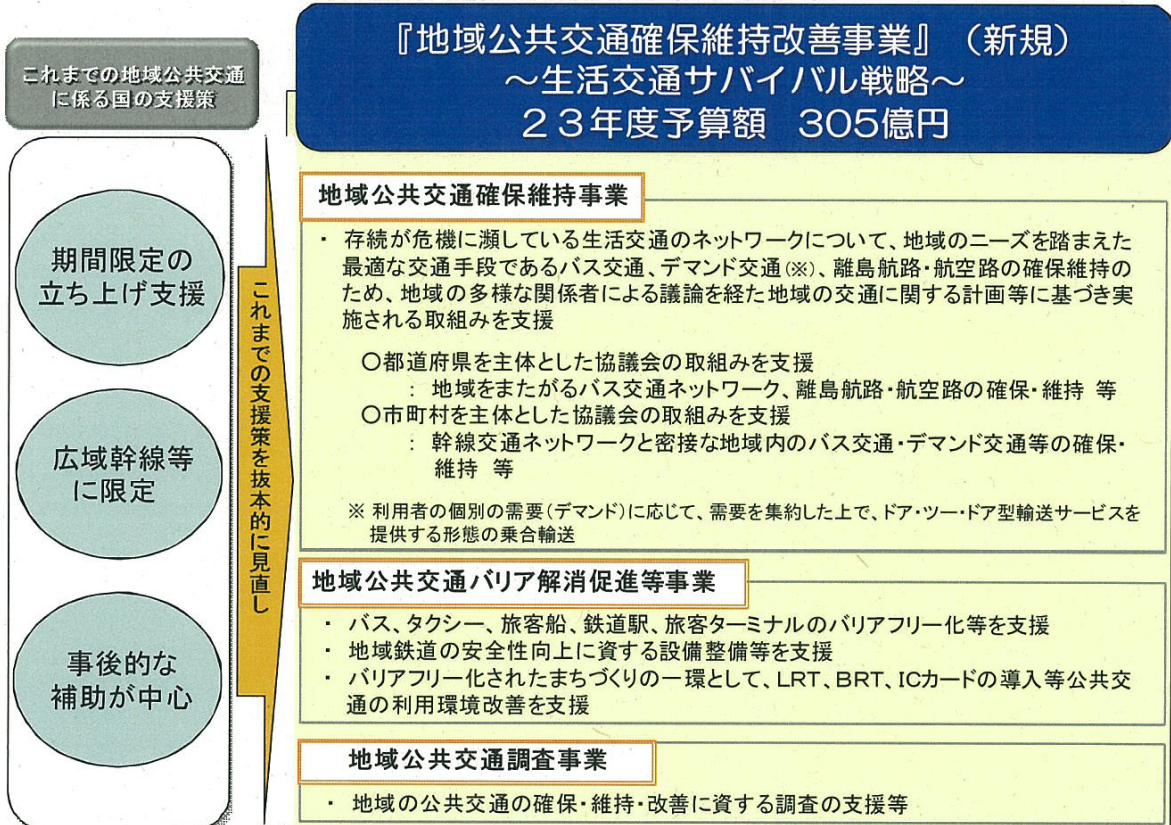 これまでの地域公共交通
に係る国の支援策
期間限定の
立ち上げ支援
広域幹線等
に限定
事後的な
補助が中心
これまでの支援策を抜本的に見直し
『地域公共交通確保維持改善事業』（新規）
～生活交通サバイバル戦略～
２３年度予算額　305億円
地域公共交通確保維持事業
・ 存続が危機に瀕している生活交通のネットワークについて、地域のニーズを踏まえた
最適な交通手段であるバス交通、デマンド交通（※）、離島航路・航空路の確保維持の
ため、地域の多様な関係者による議論を経た地域の交通に関する計画等に基づき実
施される取組みを支援
○都道府県を主体とした協議会の取組みを支援
： 地域をまたがるバス交通ネットワーク、離島航路・航空路の確保・維持 等
○市町村を主体とした協議会の取組みを支援
： 幹線交通ネットワークと密接な地域内のバス交通・デマンド交通等の確保・
維持 等
※ 利用者の個別の需要（デマンド）に応じて、需要を集約した上で、ドア・ツー・ドア型輸送サービスを
提供する形態の乗合輸送
地域公共交通バリア解消促進等事業
・ バス、タクシー、旅客船、鉄道駅、旅客ターミナルのバリアフリー化等を支援
・ 地域鉄道の安全性向上に資する設備整備等を支援
・ バリアフリー化されたまちづくりの一環として、LRT、BRT、ICカードの導入等公共交
通の利用環境改善を支援
地域公共交通調査事業
・ 地域の公共交通の確保・維持・改善に資する調査の支援等